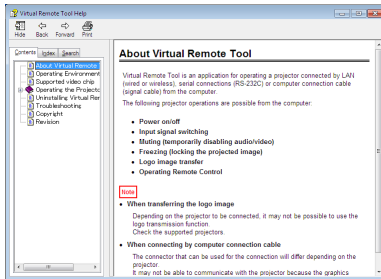 Virtual Remote Tool Help
Hide Back Forward Print
Contents Index Search
About Virtual Remote
Operating Environment
Supported video chip
Operating the Projecto
Uninstalling Virtual Rer
Troubleshooting
Copyright
Revision
About Virtual Remote Tool
Virtual Remote Tool is an application for operating a projector connected by LAN
(wired or wireless), serial connections (RS-232C) or computer connection cable
(signal cable) from the computer.
The following projector operations are possible from the computer:
• Power on/off
• Input signal switching
• Muting (temporarily disabling audio/video)
• Freezing (locking the projected image)
• Logo image transfer
• Operating Remote Control
Note
• When transferring the logo image
Depending on the projector to be connected, it may not be possible to use the
logo transmission function.
Check the supported projectors.
• When connecting by computer connection cable
The connector that can be used for the connection will differ depending on the
projector.
It may not be able to communicate with the projector because the graphics